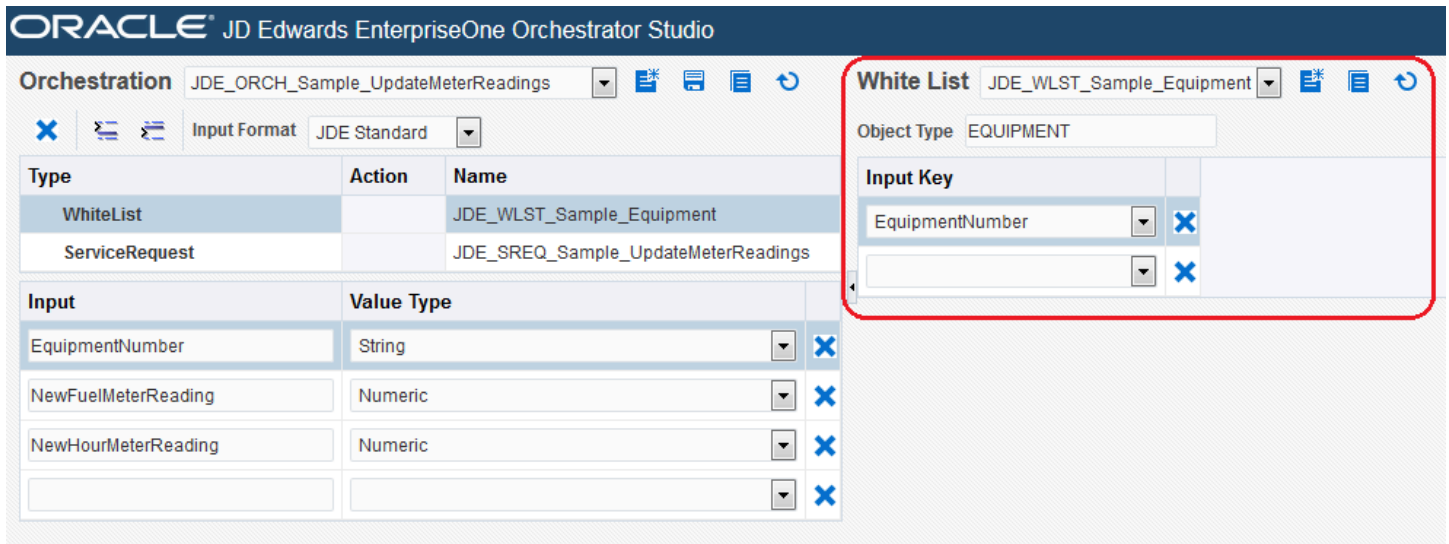 ORACLE® JD Edwards EnterpriseOne Orchestrator Studio
Orchestration JDE_ORCH_Sample_UpdateMeterReadings
Input Format JDE Standard
Type Action Name
WhiteList JDE_WLST_Sample_Equipment
ServiceRequest JDE_SREQ_Sample_UpdateMeterReadings
Input Value Type
EquipmentNumber String
NewFuelMeterReading Numeric
NewHourMeterReading Numeric
White List JDE_WLST_Sample_Equipment
Object Type EQUIPMENT
Input Key
EquipmentNumber